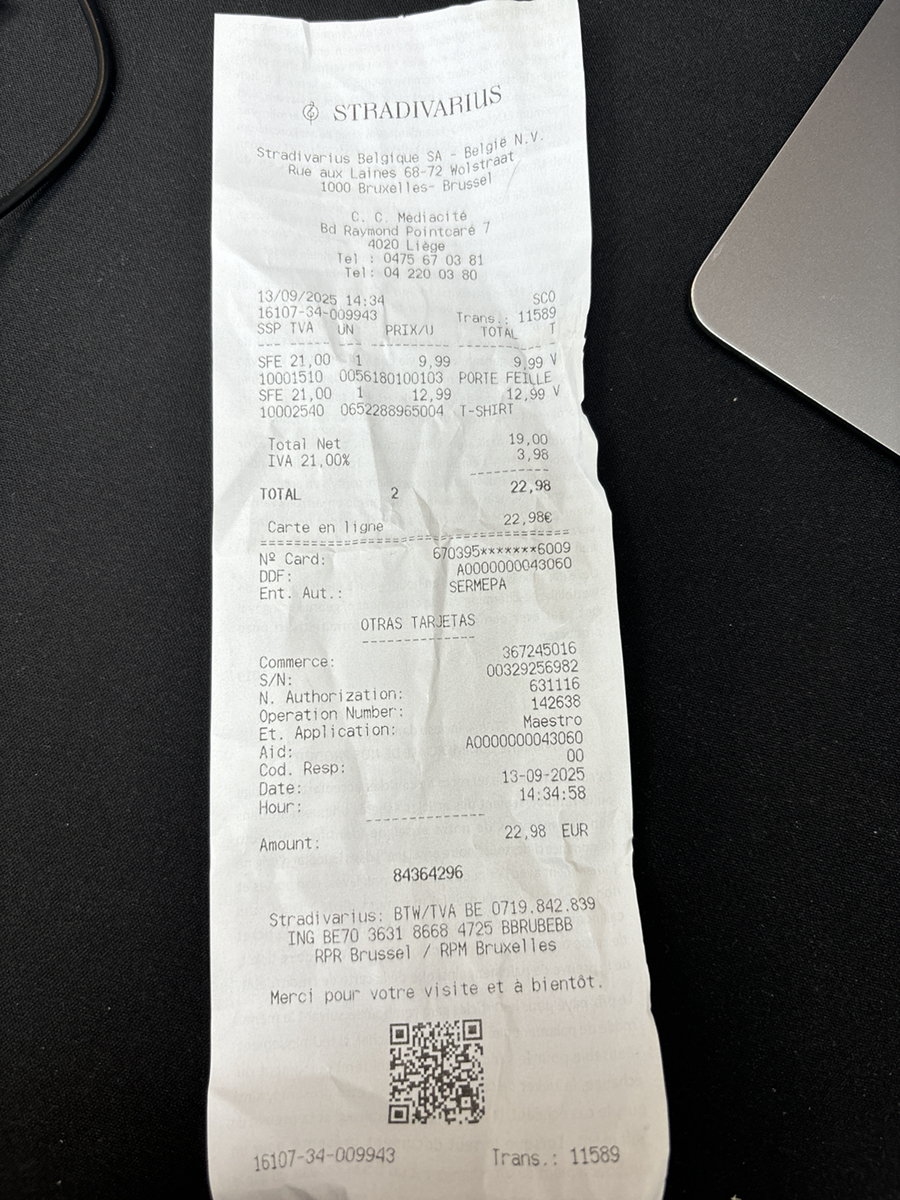 STRADIVARIUS
Stradivarius Belgique SA - België N.V.
Rue aux Laines 68-72 Wolstraat
1000 Bruxelles- Brussel
C. C. Médiacité
Bd Raymond Pointcaré 7
4020 Liège
Tel : 0475 67 03 81
Tel: 04 220 03 80
13/09/2025 14:34 SCO
16107-34-009943 Trans.: 11589
SSP TVA UN PRIX/U TOTAL T
SFE 21,00 1 9,99 9,99 V
10001510 0056180100103 PORTE FEILLE
SFE 21,00 1 12,99 12,99 V
10002540 0652288965004 T-SHIRT
Total Net 19,00
IVA 21,00% 3,98
TOTAL 2 22,98
Carte en ligne 22,98€
Nº Card: 670395*******6009
DDF: A0000000043060
Ent. Aut.: SERMEPA
OTRAS TARJETAS
Commerce: 367245016
S/N: 00329256982
N. Authorization: 631116
Operation Number: 142638
Et. Application: Maestro
Aid: A0000000043060
Cod. Resp: 00
Date: 13-09-2025
Hour: 14:34:58
Amount: 22,98 EUR
84364296
Stradivarius: BTW/TVA BE 0719.842.839
ING BE70 3631 8668 4725 BBRUBEBB
RPR Brussel / RPM Bruxelles
Merci pour votre visite et à bientôt.
16107-34-009943 Trans.: 11589